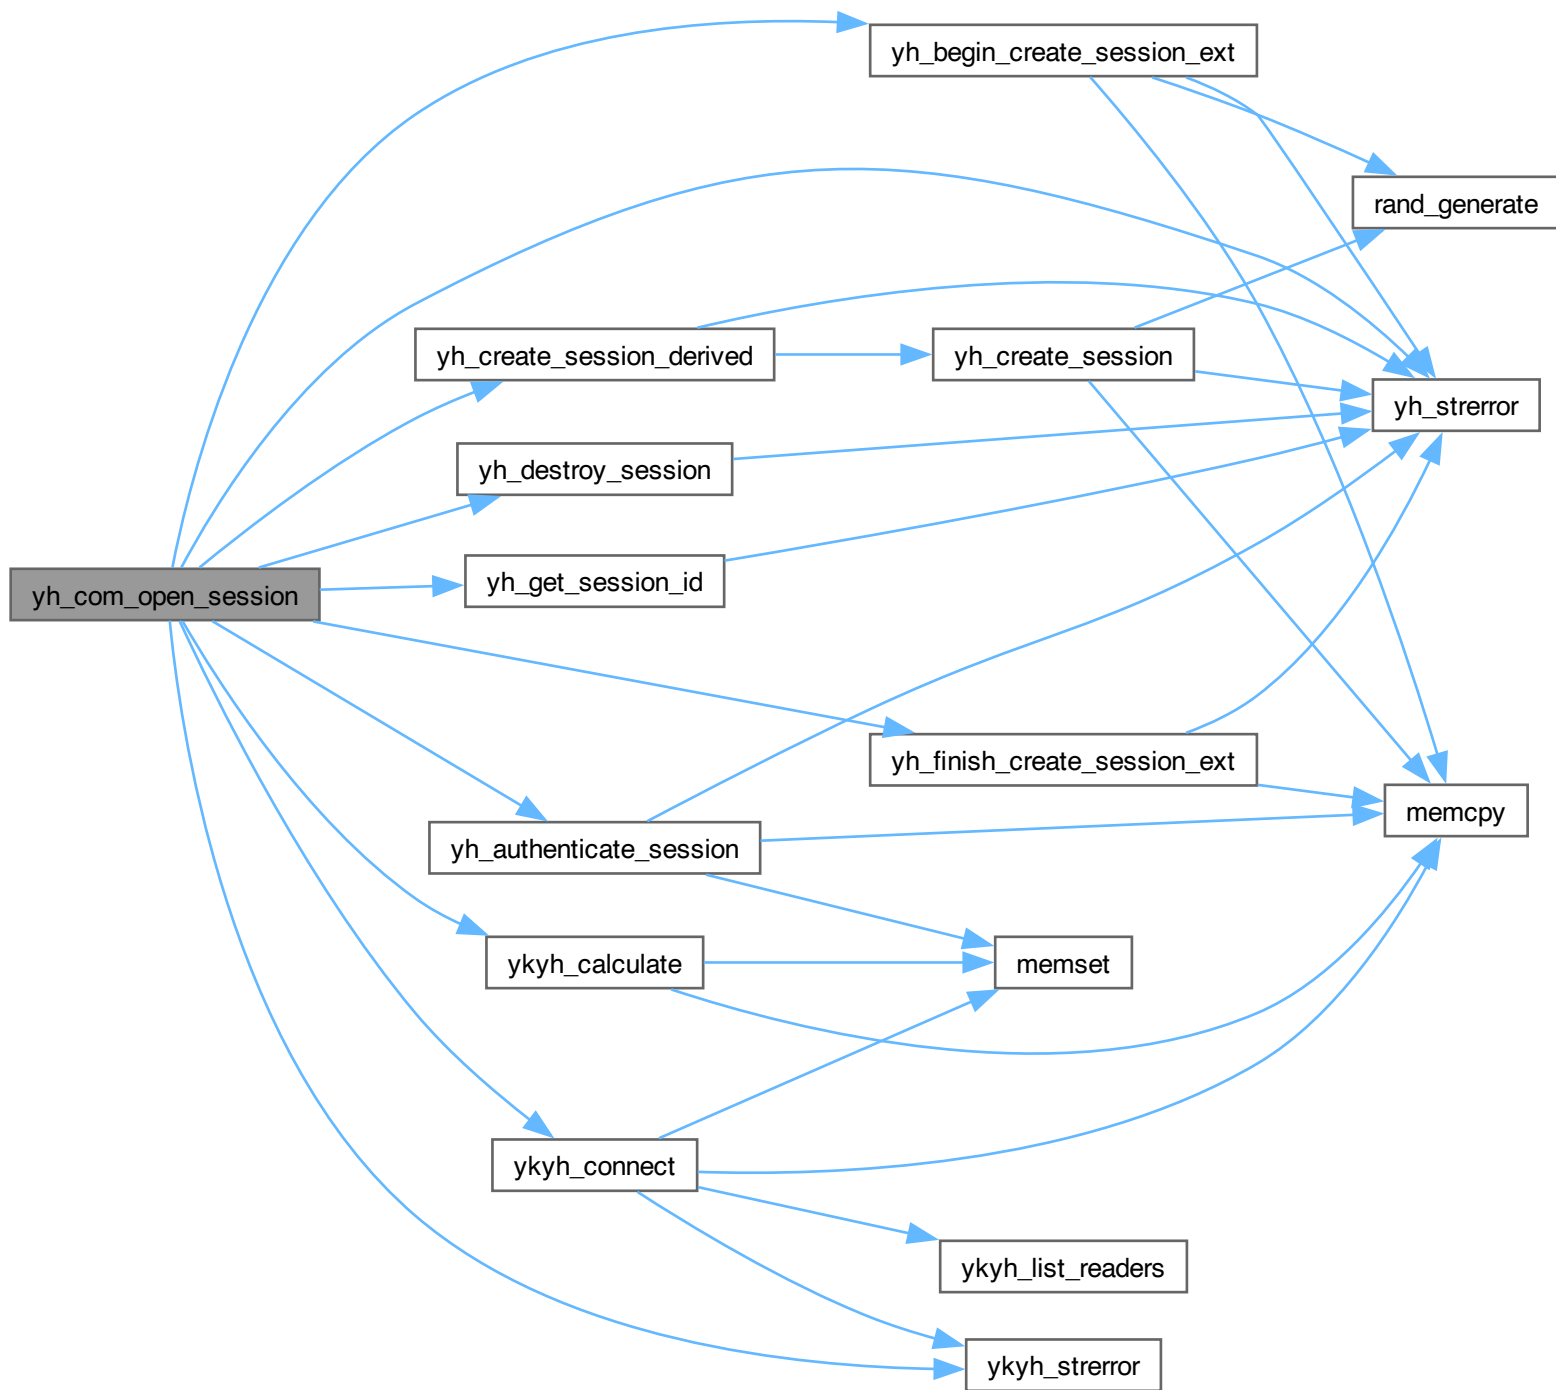 yh_begin_create_session_ext
rand_generate
yh_create_session_derived
yh_create_session
yh_strerror
yh_destroy_session
yh_get_session_id
yh_com_open_session
yh_finish_create_session_ext
memcpy
yh_authenticate_session
ykyh_calculate
memset
ykyh_connect
ykyh_list_readers
ykyh_strerror